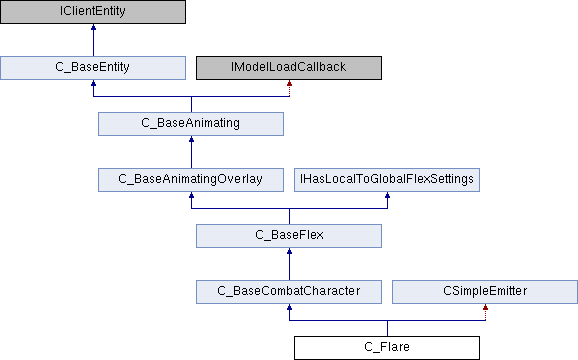 IClientEntity
C_BaseEntity
IModelLoadCallback
C_BaseAnimating
C_BaseAnimatingOverlay
IHasLocalToGlobalFlexSettings
C_BaseFlex
C_BaseCombatCharacter
CSimpleEmitter
C_Flare